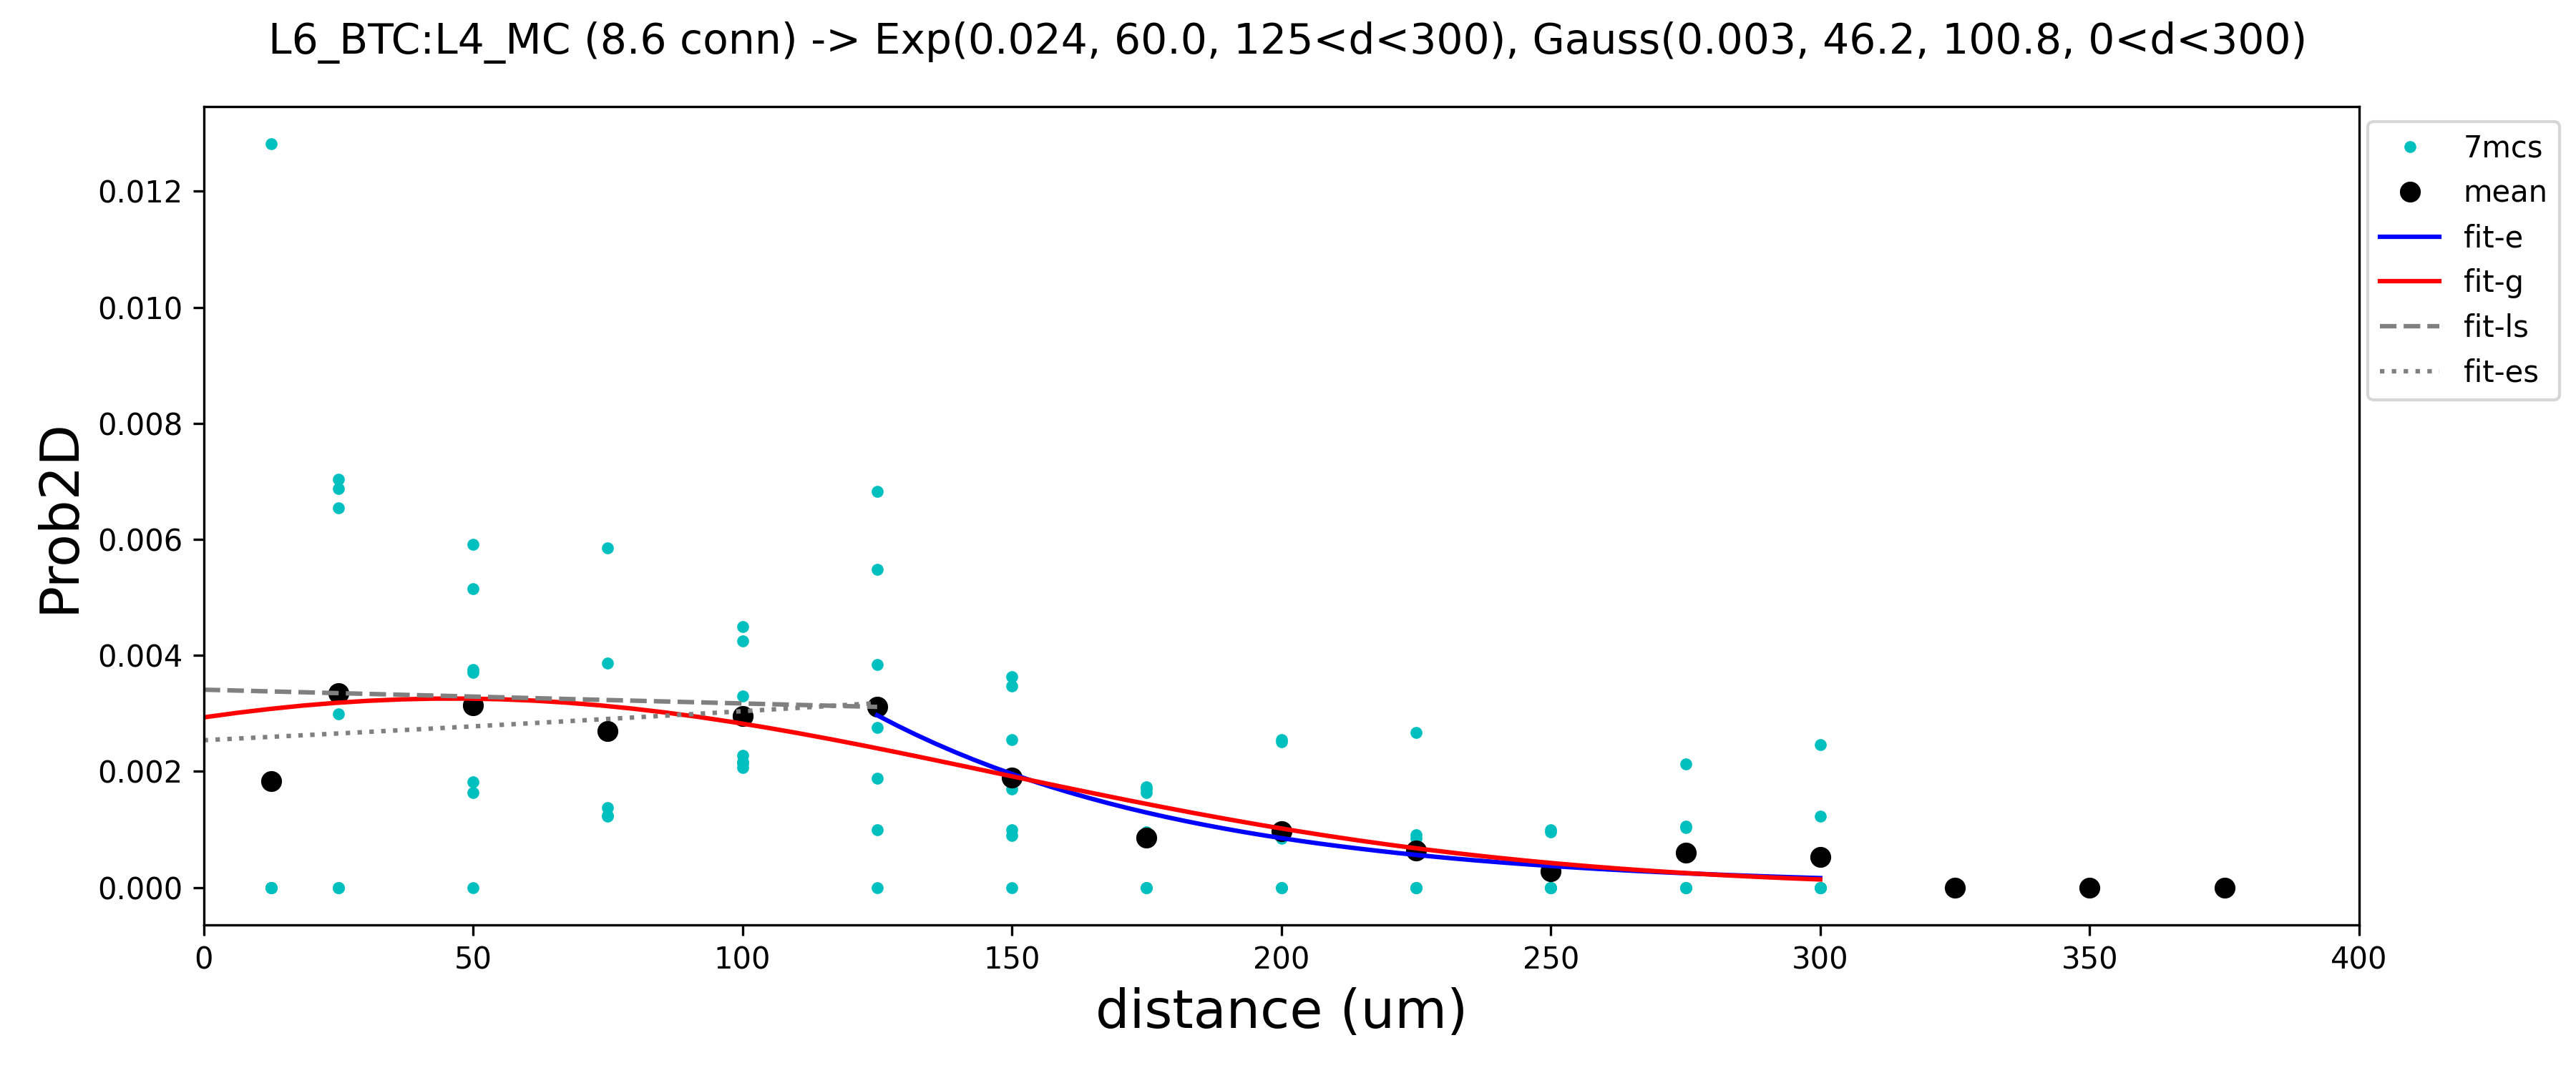 L6_BTC:L4_MC (8.6 conn) -> Exp(0.024, 60.0, 125<d<300), Gauss(0.003, 46.2, 100.8, 0<d<300)
7mcs
mean
fit-e
fit-g
fit-ls
fit-es
0.012
0.010
0.008
0.006
0.004
0.002
0.000
Prob2D
0 50 100 150 200 250 300 350 400
distance (um)